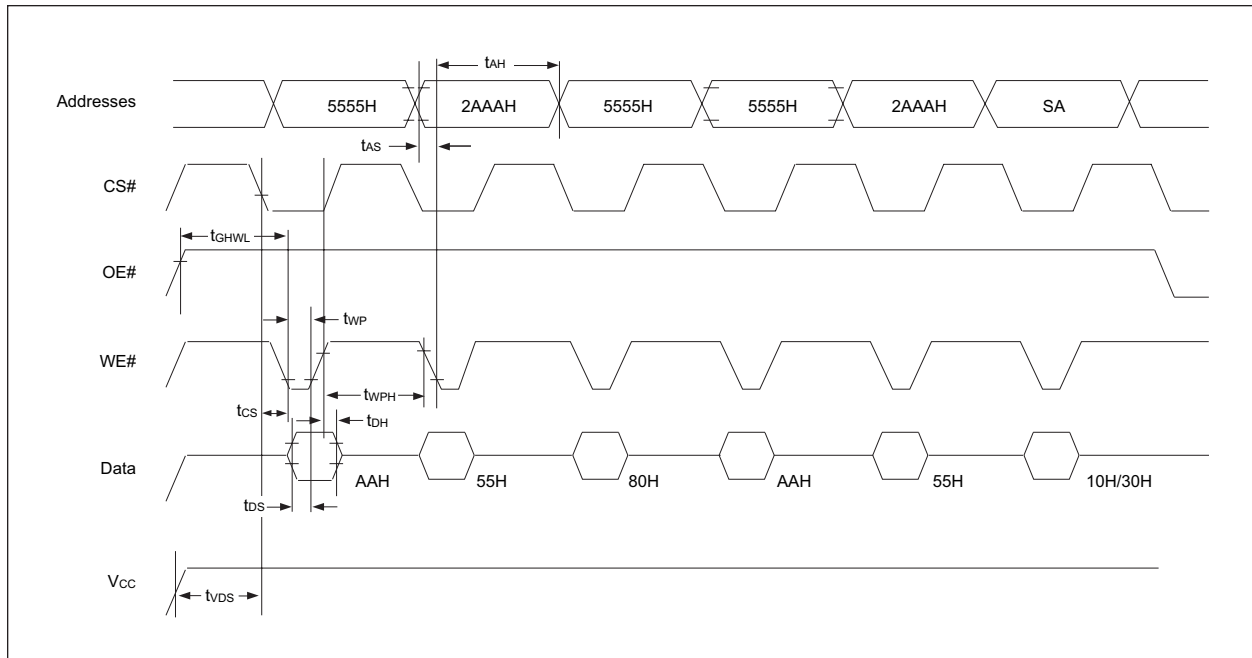 tAH
Addresses
5555H 2AAAH 5555H 5555H 2AAAH SA
tAS
CS#
tGHWL
OE#
tWP
WE#
tWPH
tCS
tDH
Data
AAH 55H 80H AAH 55H 10H/30H
tDS
VCC
tVDS